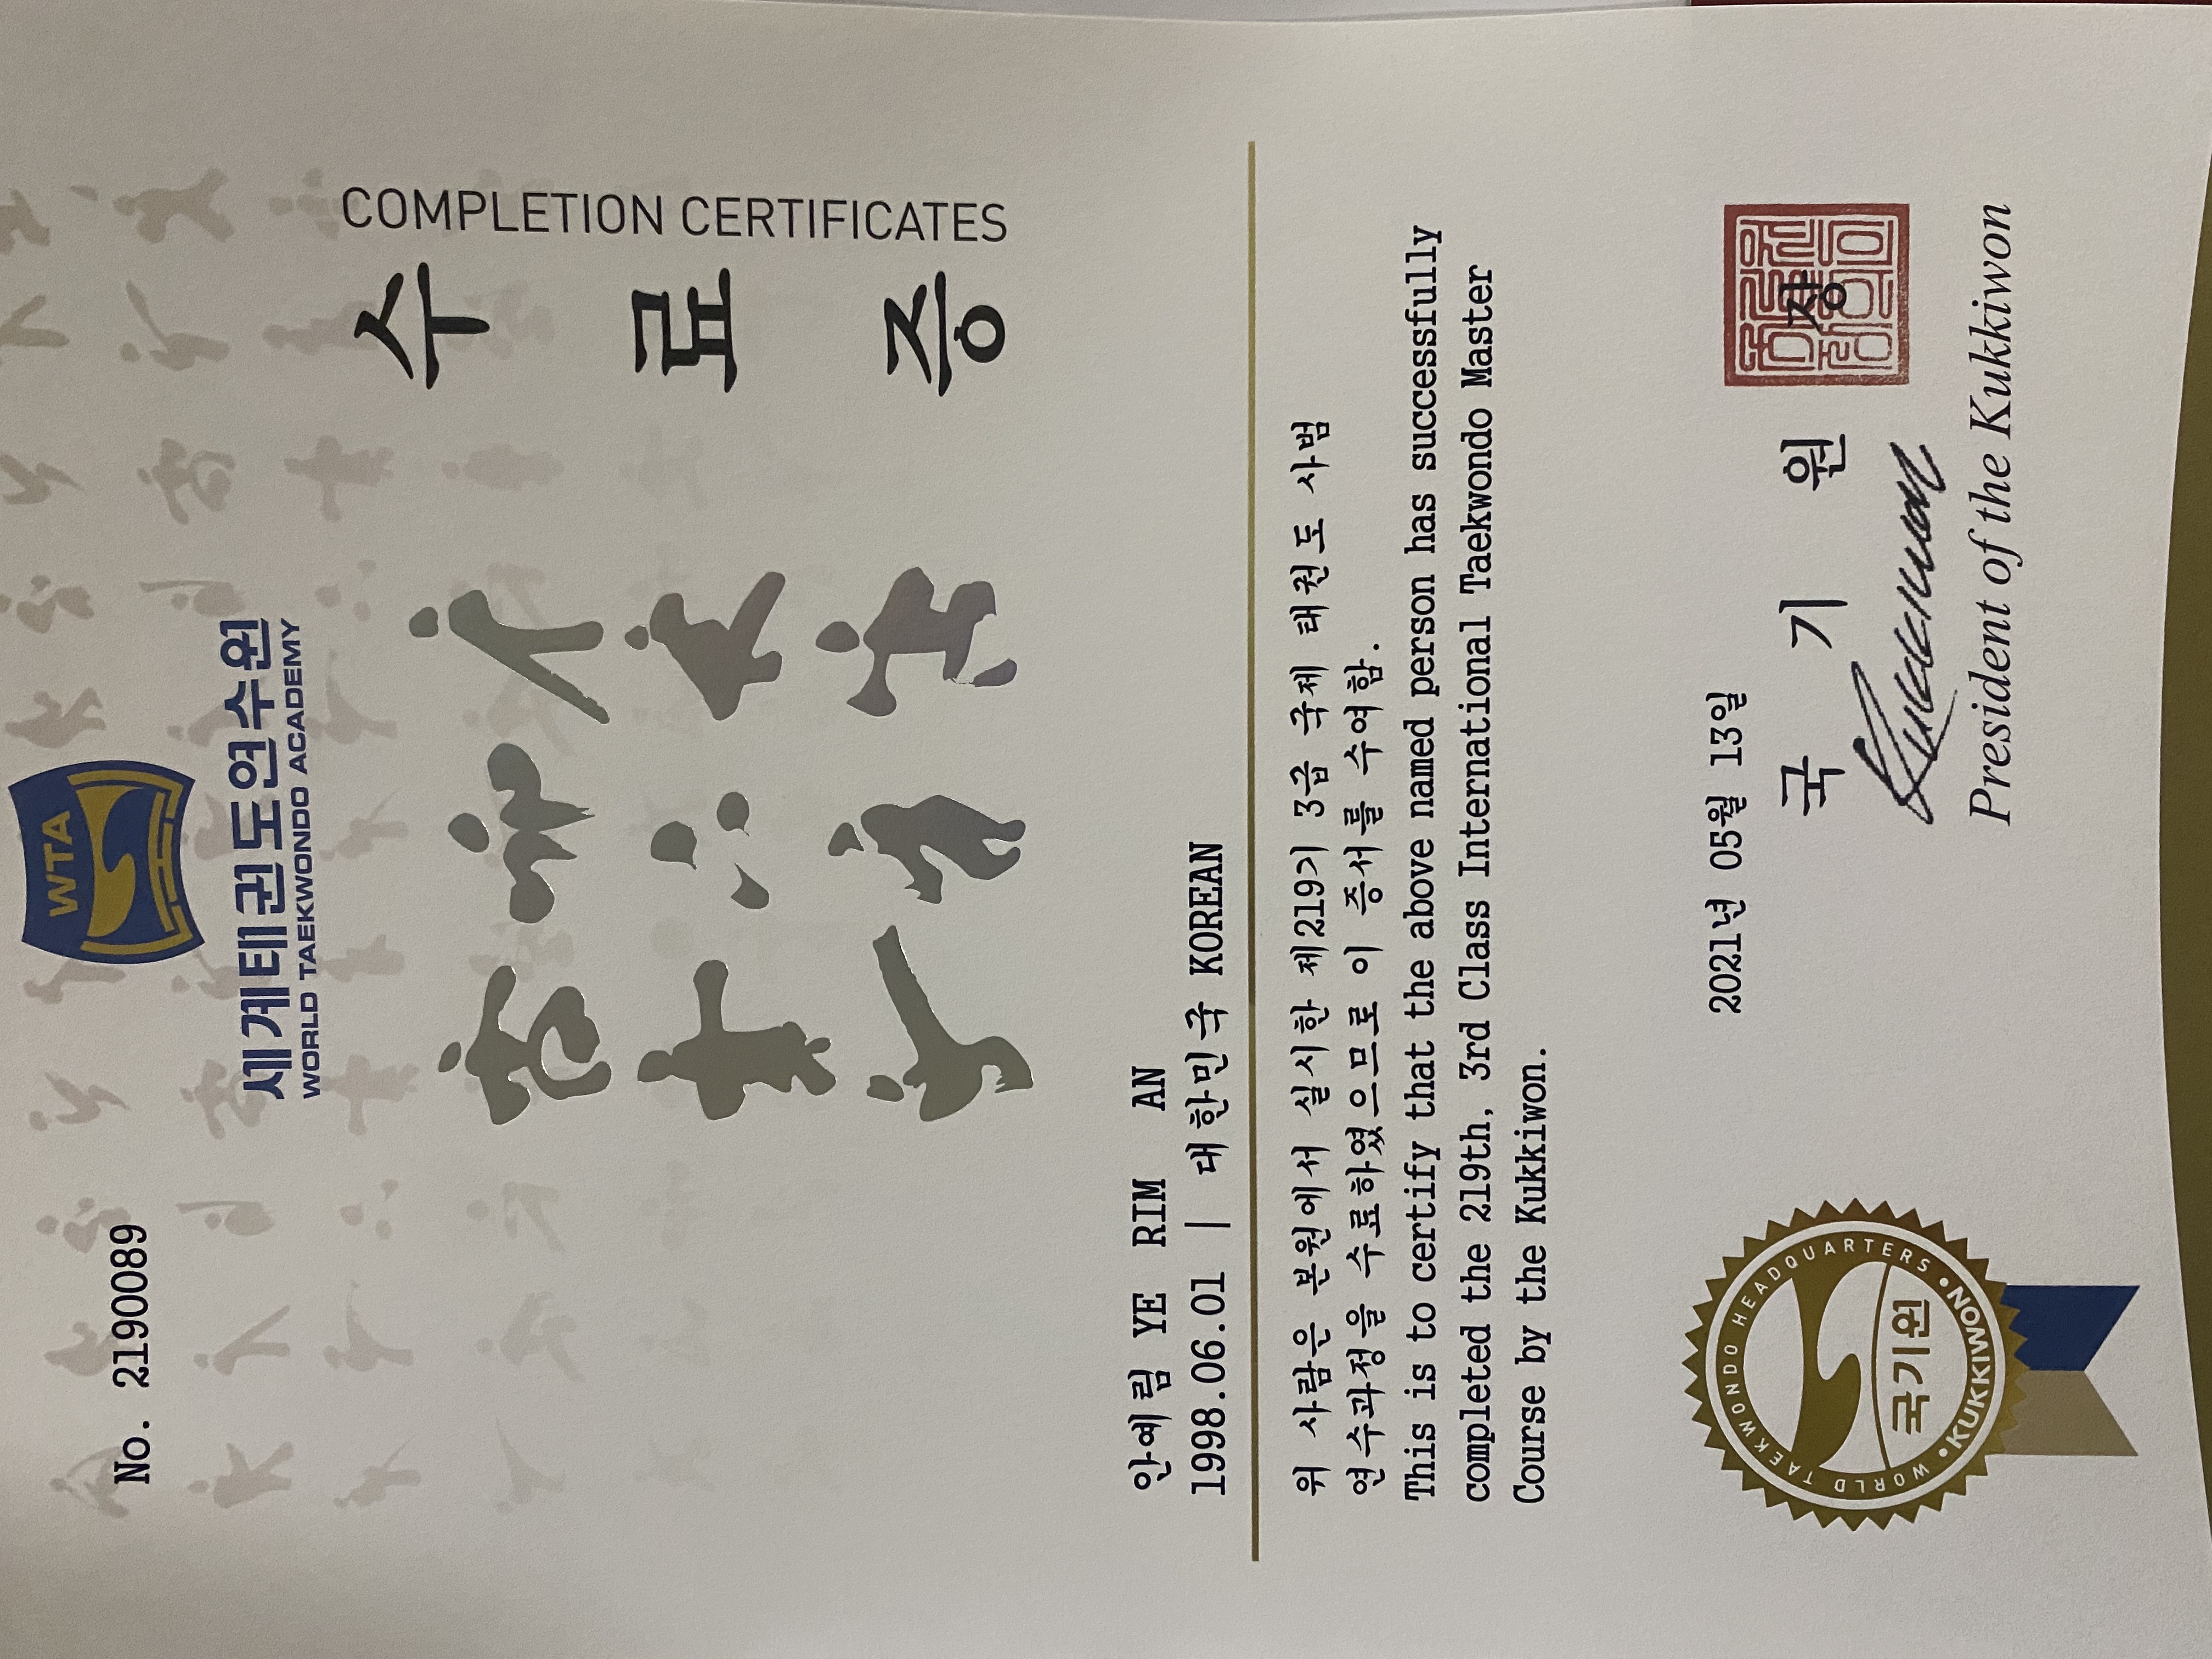 No. 2190089
WTA
세계태권도연수원
WORLD TAEKWONDO ACADEMY
수료증
COMPLETION CERTIFICATES
안예림 YE RIM AN
1998.06.01 | 대한민국 KOREAN
위 사람은 본원에서 실시한 제219기 3급 국제 태권도 사범
연수과정을 수료하였으므로 이 증서를 수여함.
This is to certify that the above named person has successfully
completed the 219th, 3rd Class International Taekwondo Master
Course by the Kukkiwon.
2021년 05월 13일
국 기 원 장
President of the Kukkiwon
WORLD TAEKWONDO HEADQUARTERS
국기원
KUKKIWON